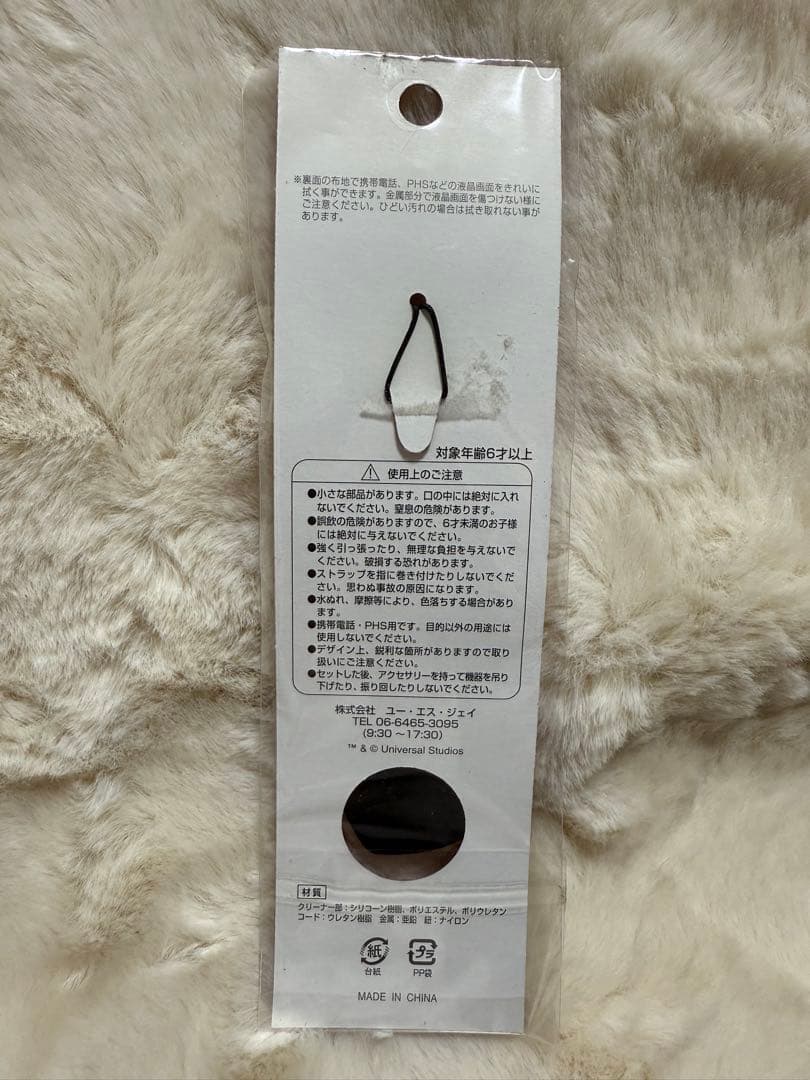 ※裏面の布地で携帯電話、PHSなどの液晶画面をきれいに
拭く事ができます。金属部分で液晶画面を傷つけない様に
ご注意ください。ひどい汚れの場合は拭き取れない事が
あります。
対象年齢6才以上
使用上のご注意
●小さな部品があります。口の中には絶対に入れ
ないでください。窒息の危険があります。
●誤飲の危険がありますので、6才未満のお子様
には絶対に与えないでください。
●強く引っ張ったり、無理な負担を与えないで
ください。破損する恐れがあります。
●ストラップを指に巻き付けたりしないでくだ
さい。思わぬ事故の原因になります。
●水ぬれ、摩擦等により、色落ちする場合があり
ます。
●携帯電話・PHS用です。目的以外の用途には
使用しないでください。
●デザイン上、鋭利な箇所がありますので取り
扱いにご注意ください。
●セットした後、アクセサリーを持って機器を吊り
下げたり、振り回したりしないでください。
株式会社 ユー・エス・ジェイ
TEL 06-6465-3095
(9:30 ～17:30)
™ & © Universal Studios
材質
クリーナー部：シリコーン樹脂、ポリエステル、ポリウレタン
コード：ウレタン樹脂 金属：亜鉛 紐：ナイロン
紙 プラ
台紙 PP袋
MADE IN CHINA